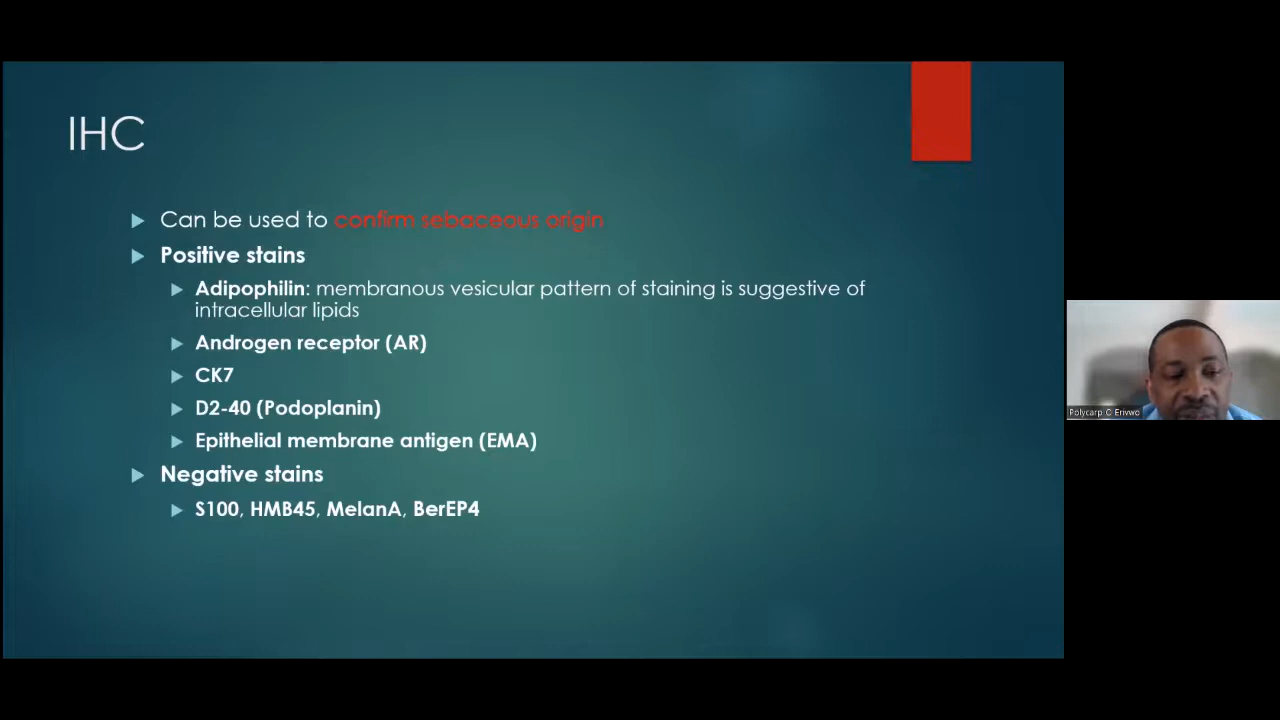 IHC
Can be used to confirm sebaceous origin
Positive stains
Adipophilin: membranous vesicular pattern of staining is suggestive of
intracellular lipids
Androgen receptor (AR)
CK7
D2-40 (Podoplanin)
Epithelial membrane antigen (EMA)
Negative stains
S100, HMB45, MelanA, BerEP4
Polycarp C Erivwo